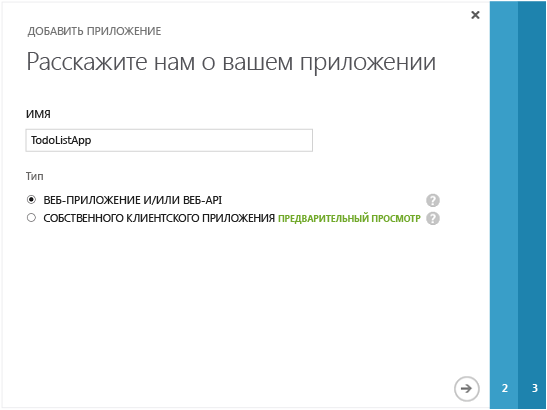 ДОБАВИТЬ ПРИЛОЖЕНИЕ
Расскажите нам о вашем приложении
ИМЯ
TodoListApp
Тип
ВЕБ-ПРИЛОЖЕНИЕ И/ИЛИ ВЕБ-API ?
СОБСТВЕННОГО КЛИЕНТСКОГО ПРИЛОЖЕНИЯ ПРЕДВАРИТЕЛЬНЫЙ ПРОСМОТР ?
2 3